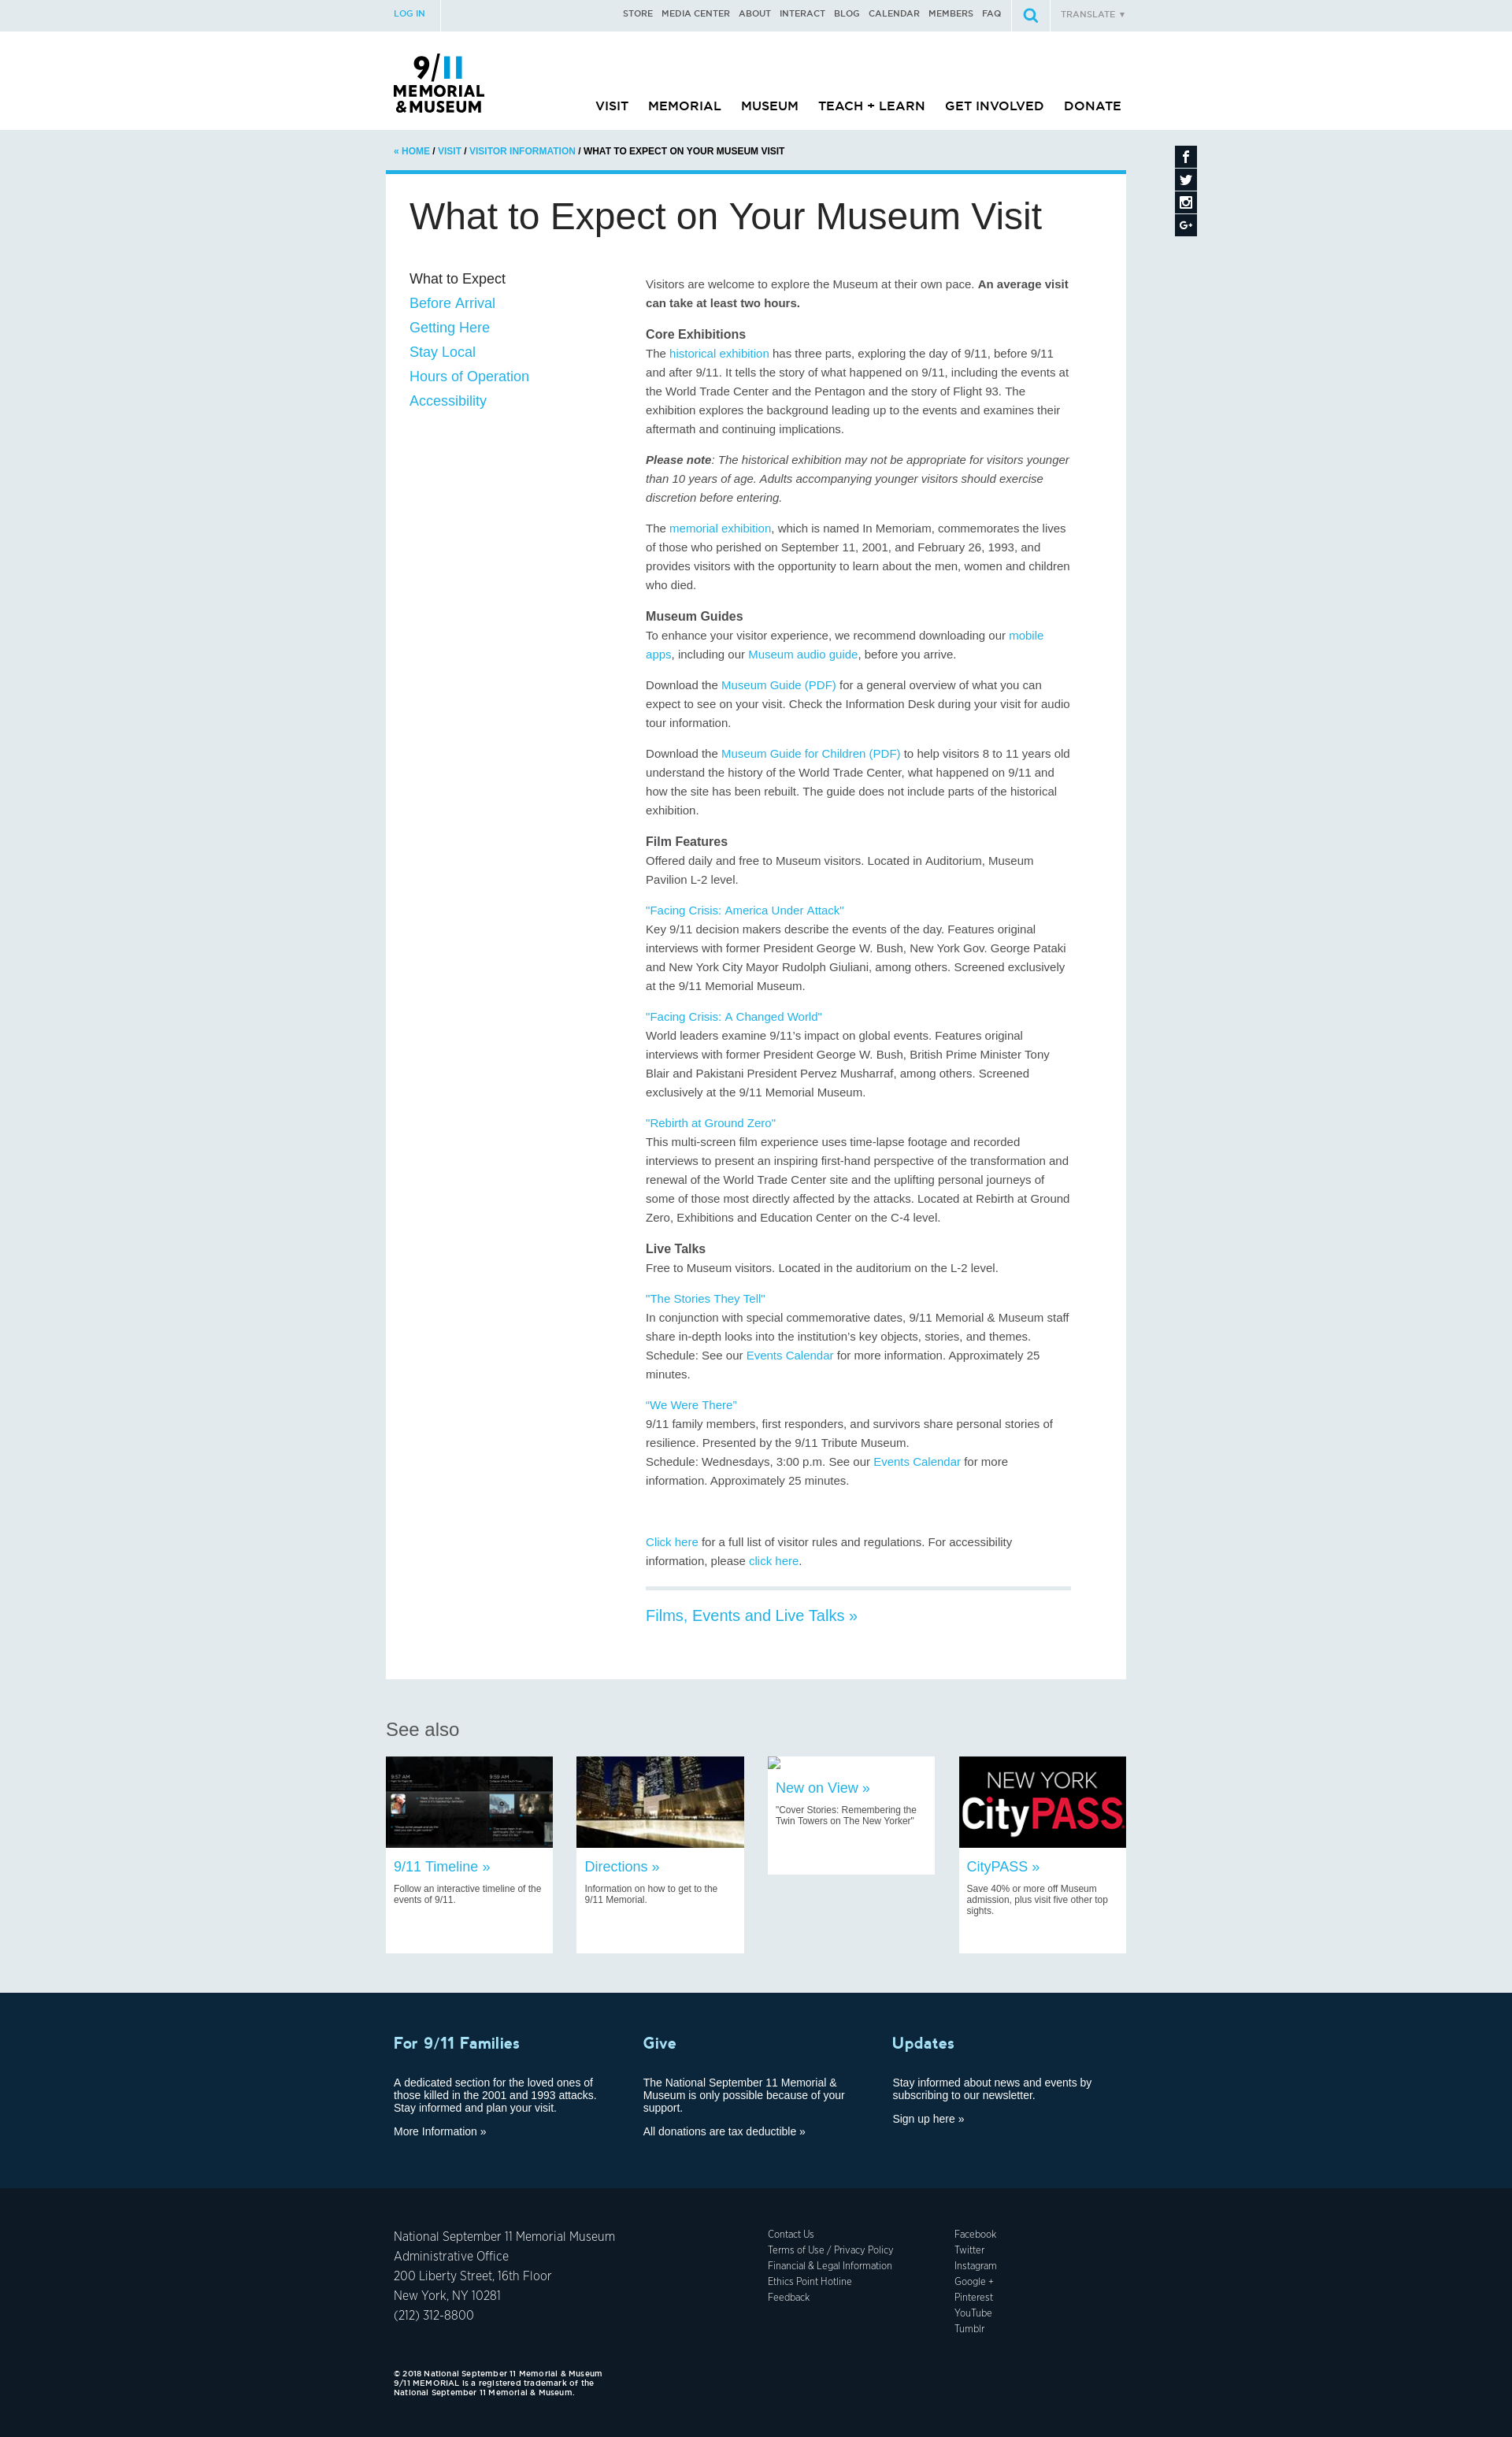 LOG IN
STORE MEDIA CENTER ABOUT INTERACT BLOG CALENDAR MEMBERS FAQ
TRANSLATE ▼
9/11
MEMORIAL
&MUSEUM
VISIT MEMORIAL MUSEUM TEACH + LEARN GET INVOLVED DONATE
« HOME / VISIT / VISITOR INFORMATION / WHAT TO EXPECT ON YOUR MUSEUM VISIT
What to Expect on Your Museum Visit
What to Expect
Before Arrival
Getting Here
Stay Local
Hours of Operation
Accessibility
Visitors are welcome to explore the Museum at their own pace. An average visit
can take at least two hours.
Core Exhibitions
The historical exhibition has three parts, exploring the day of 9/11, before 9/11
and after 9/11. It tells the story of what happened on 9/11, including the events at
the World Trade Center and the Pentagon and the story of Flight 93. The
exhibition explores the background leading up to the events and examines their
aftermath and continuing implications.
Please note: The historical exhibition may not be appropriate for visitors younger
than 10 years of age. Adults accompanying younger visitors should exercise
discretion before entering.
The memorial exhibition, which is named In Memoriam, commemorates the lives
of those who perished on September 11, 2001, and February 26, 1993, and
provides visitors with the opportunity to learn about the men, women and children
who died.
Museum Guides
To enhance your visitor experience, we recommend downloading our mobile
apps, including our Museum audio guide, before you arrive.
Download the Museum Guide (PDF) for a general overview of what you can
expect to see on your visit. Check the Information Desk during your visit for audio
tour information.
Download the Museum Guide for Children (PDF) to help visitors 8 to 11 years old
understand the history of the World Trade Center, what happened on 9/11 and
how the site has been rebuilt. The guide does not include parts of the historical
exhibition.
Film Features
Offered daily and free to Museum visitors. Located in Auditorium, Museum
Pavilion L-2 level.
"Facing Crisis: America Under Attack"
Key 9/11 decision makers describe the events of the day. Features original
interviews with former President George W. Bush, New York Gov. George Pataki
and New York City Mayor Rudolph Giuliani, among others. Screened exclusively
at the 9/11 Memorial Museum.
"Facing Crisis: A Changed World"
World leaders examine 9/11's impact on global events. Features original
interviews with former President George W. Bush, British Prime Minister Tony
Blair and Pakistani President Pervez Musharraf, among others. Screened
exclusively at the 9/11 Memorial Museum.
"Rebirth at Ground Zero"
This multi-screen film experience uses time-lapse footage and recorded
interviews to present an inspiring first-hand perspective of the transformation and
renewal of the World Trade Center site and the uplifting personal journeys of
some of those most directly affected by the attacks. Located at Rebirth at Ground
Zero, Exhibitions and Education Center on the C-4 level.
Live Talks
Free to Museum visitors. Located in the auditorium on the L-2 level.
"The Stories They Tell"
In conjunction with special commemorative dates, 9/11 Memorial & Museum staff
share in-depth looks into the institution's key objects, stories, and themes.
Schedule: See our Events Calendar for more information. Approximately 25
minutes.
“We Were There”
9/11 family members, first responders, and survivors share personal stories of
resilience. Presented by the 9/11 Tribute Museum.
Schedule: Wednesdays, 3:00 p.m. See our Events Calendar for more
information. Approximately 25 minutes.
Click here for a full list of visitor rules and regulations. For accessibility
information, please click here.
Films, Events and Live Talks »
See also
9:57 AM
9:59 AM
NEW YORK
CityPASS
9/11 Timeline »
Follow an interactive timeline of the
events of 9/11.
Directions »
Information on how to get to the
9/11 Memorial.
New on View »
"Cover Stories: Remembering the
Twin Towers on The New Yorker"
CityPASS »
Save 40% or more off Museum
admission, plus visit five other top
sights.
For 9/11 Families
A dedicated section for the loved ones of
those killed in the 2001 and 1993 attacks.
Stay informed and plan your visit.
More Information »
Give
The National September 11 Memorial &
Museum is only possible because of your
support.
All donations are tax deductible »
Updates
Stay informed about news and events by
subscribing to our newsletter.
Sign up here »
National September 11 Memorial Museum
Administrative Office
200 Liberty Street, 16th Floor
New York, NY 10281
(212) 312-8800
Contact Us
Terms of Use / Privacy Policy
Financial & Legal Information
Ethics Point Hotline
Feedback
Facebook
Twitter
Instagram
Google +
Pinterest
YouTube
Tumblr
© 2018 National September 11 Memorial & Museum
9/11 MEMORIAL is a registered trademark of the
National September 11 Memorial & Museum.